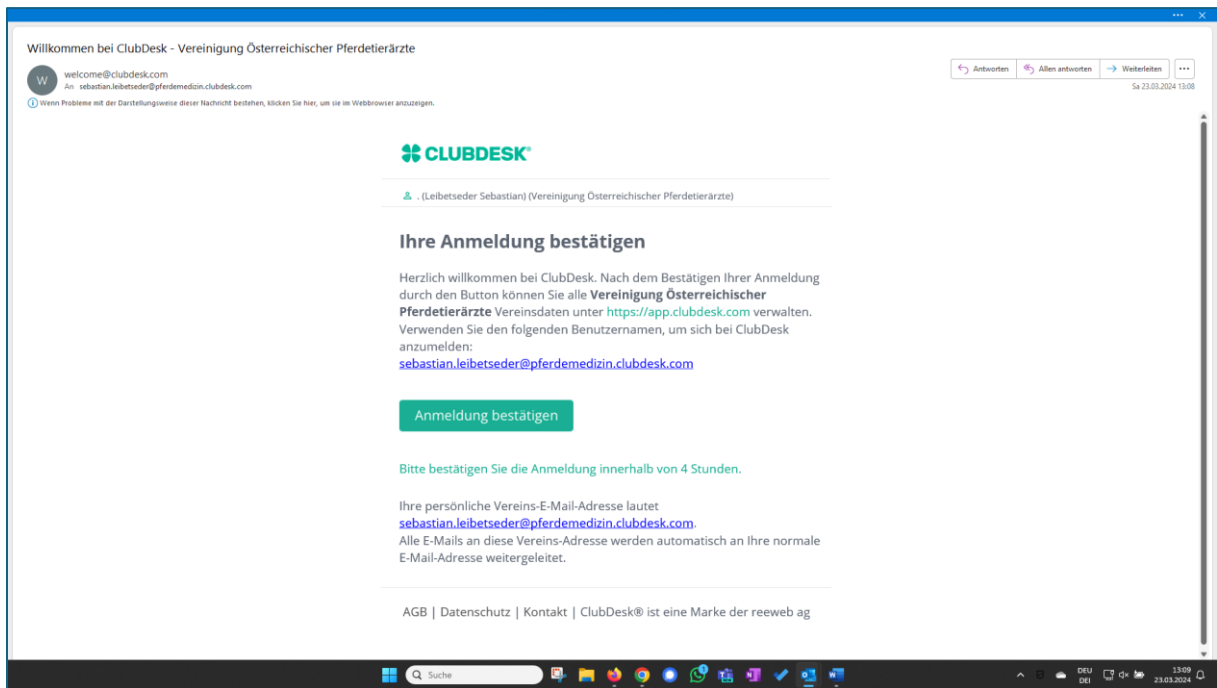 Willkommen bei ClubDesk - Vereinigung Österreichischer Pferdetierärzte
W
welcome@clubdesk.com
An sebastian.leibetseder@pferdemedizin.clubdesk.com
Wenn Probleme mit der Darstellungsweise dieser Nachricht bestehen, klicken Sie hier, um sie im Webbrowser anzuzeigen.
Antworten
Allen antworten
Weiterleiten
Sa 23.03.2024 13:08
CLUBDESK®
. (Leibetseder Sebastian) (Vereinigung Österreichischer Pferdetierärzte)
Ihre Anmeldung bestätigen
Herzlich willkommen bei ClubDesk. Nach dem Bestätigen Ihrer Anmeldung
durch den Button können Sie alle Vereinigung Österreichischer
Pferdetierärzte Vereinsdaten unter https://app.clubdesk.com verwalten.
Verwenden Sie den folgenden Benutzernamen, um sich bei ClubDesk
anzumelden:
sebastian.leibetseder@pferdemedizin.clubdesk.com
Anmeldung bestätigen
Bitte bestätigen Sie die Anmeldung innerhalb von 4 Stunden.
Ihre persönliche Vereins-E-Mail-Adresse lautet
sebastian.leibetseder@pferdemedizin.clubdesk.com.
Alle E-Mails an diese Vereins-Adresse werden automatisch an Ihre normale
E-Mail-Adresse weitergeleitet.
AGB | Datenschutz | Kontakt | ClubDesk® ist eine Marke der reeweb ag
Suche
DEU
DEI
13:09
23.03.2024